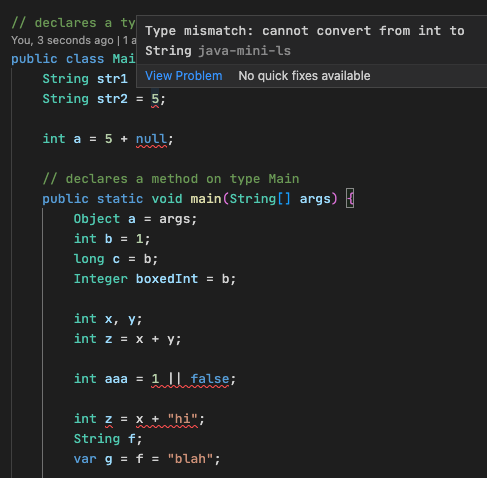 // declares a ty
Type mismatch: cannot convert from int to
String java-mini-ls
View Problem No quick fixes available
You, 3 seconds ago | 1 a
public class Mai
String str1
String str2 = 5;
int a = 5 + null;
// declares a method on type Main
public static void main(String[] args) {
Object a = args;
int b = 1;
long c = b;
Integer boxedInt = b;
int x, y;
int z = x + y;
int aaa = 1 || false;
int z = x + "hi";
String f;
var g = f = "blah";